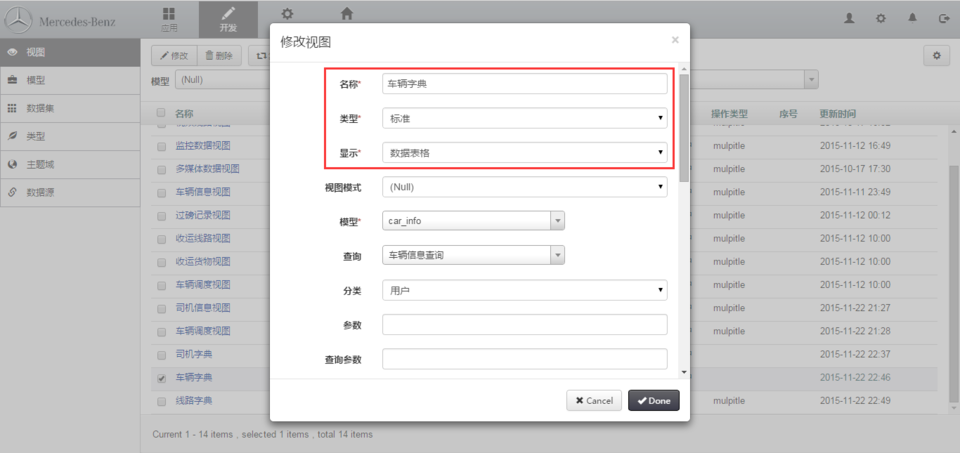 Mercedes-Benz
应用
开发
修改视图
×
视图
模型
数据集
类型
主题域
数据源
修改
删除
模型
(Null)
名称
操作类型
序号
更新时间
监控数据视图
mulpitle
2015-11-12 16:49
多媒体数据视图
mulpitle
2015-10-17 17:30
车辆信息视图
mulpitle
2015-11-11 23:49
过磅记录视图
mulpitle
2015-11-12 00:12
收运线路视图
mulpitle
2015-11-12 10:00
收运货物视图
mulpitle
2015-11-12 10:00
车辆调度视图
mulpitle
2015-11-12 10:00
司机信息视图
mulpitle
2015-11-22 21:27
车辆调度视图
mulpitle
2015-11-22 21:28
司机字典
2015-11-22 22:37
车辆字典
2015-11-22 22:46
线路字典
mulpitle
2015-11-22 22:49
名称*
车辆字典
类型*
标准
显示*
数据表格
视图模式
(Null)
模型*
car_info
查询
车辆信息查询
分类
用户
参数
查询参数
Cancel
Done
Current 1 - 14 items , selected 1 items , total 14 items